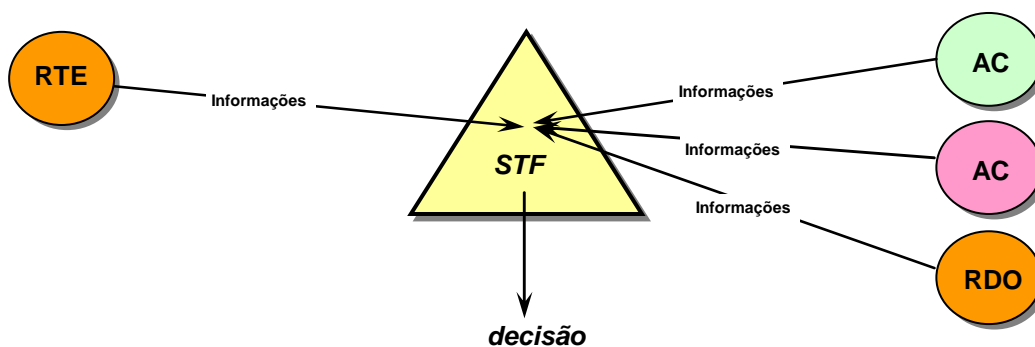 RTE
AC
Informações
Informações
Informações
AC
STF
Informações
RDO
decisão